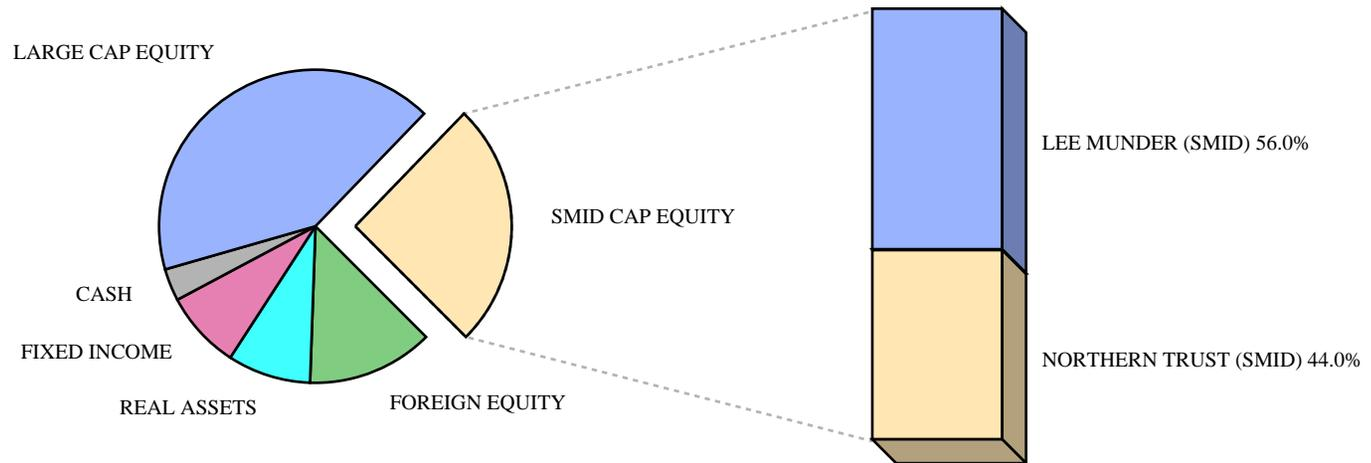 LARGE CAP EQUITY
SMID CAP EQUITY
CASH
FIXED INCOME
REAL ASSETS
FOREIGN EQUITY
LEE MUNDER (SMID) 56.0%
NORTHERN TRUST (SMID) 44.0%